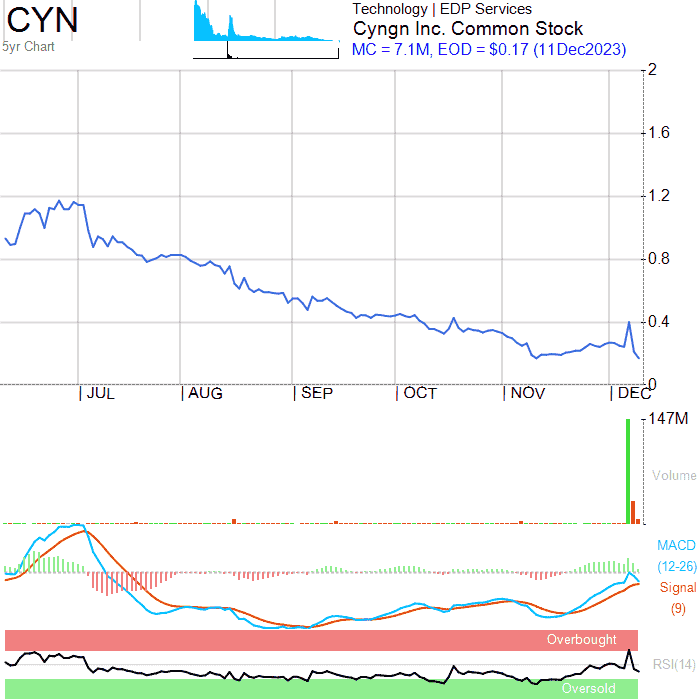 CYN
5yr Chart
Technology | EDP Services
Cyngn Inc. Common Stock
MC = 7.1M, EOD = $0.17 (11Dec2023)
2
1.6
1.2
0.8
0.4
0
JUL AUG SEP OCT NOV DEC
147M
Volume
MACD
(12-26)
Signal
(9)
Overbought
RSI(14)
Oversold